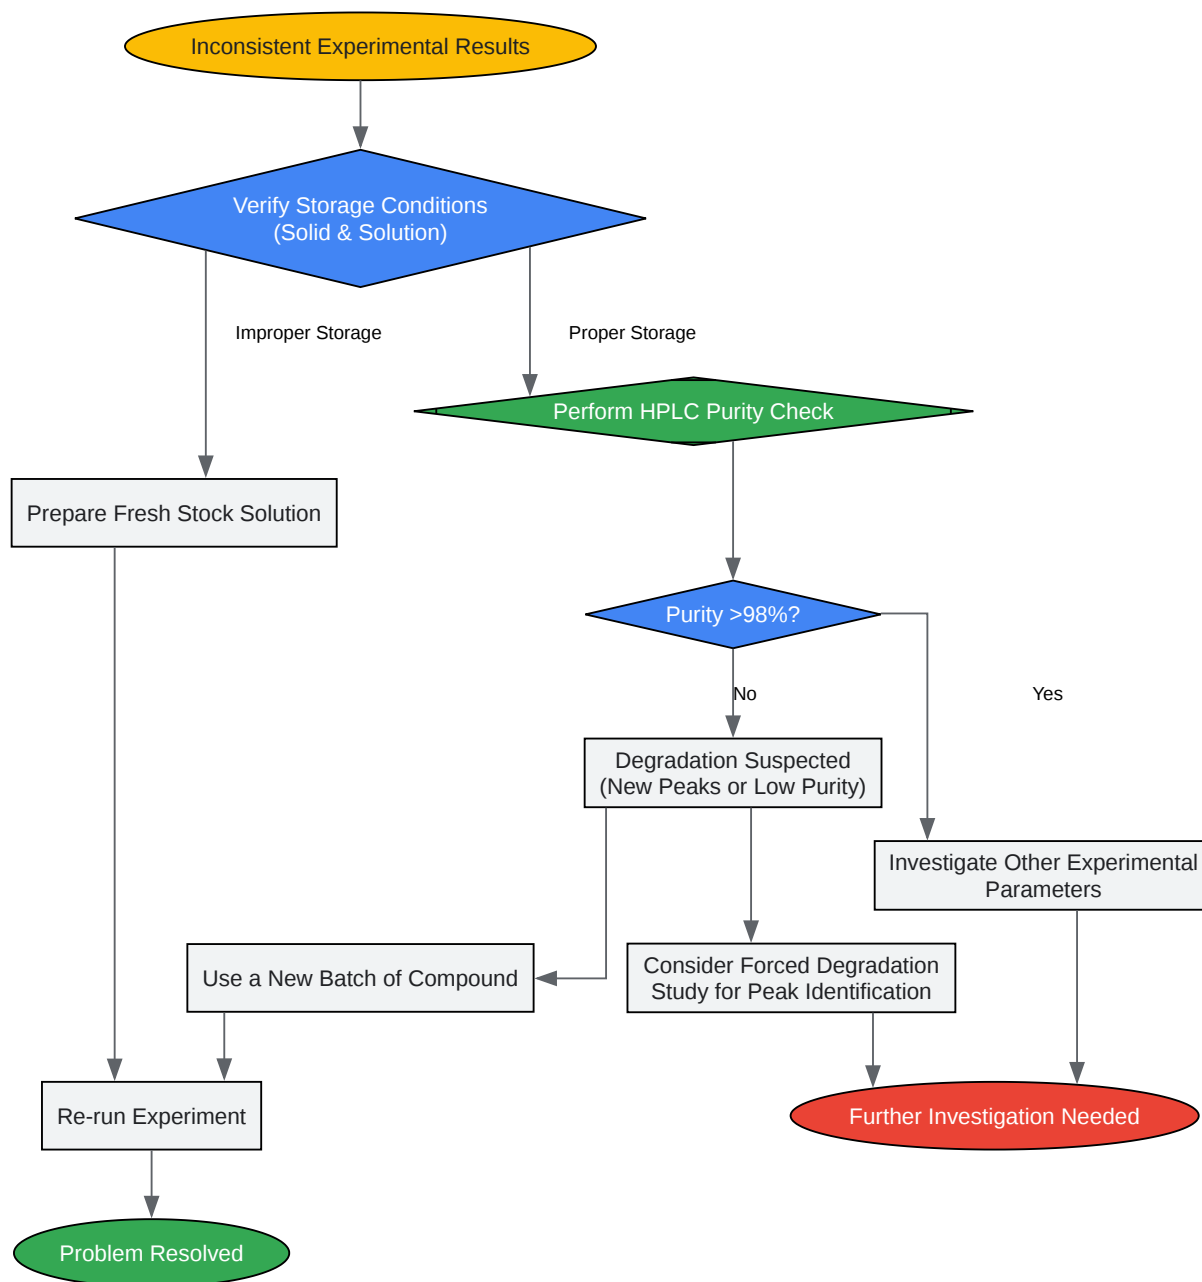 Inconsistent Experimental Results
Verify Storage Conditions
(Solid & Solution)
Improper Storage
Proper Storage
Perform HPLC Purity Check
Prepare Fresh Stock Solution
Purity >98%?
No
Yes
Degradation Suspected
(New Peaks or Low Purity)
Investigate Other Experimental
Parameters
Use a New Batch of Compound
Consider Forced Degradation
Study for Peak Identification
Re-run Experiment
Further Investigation Needed
Problem Resolved